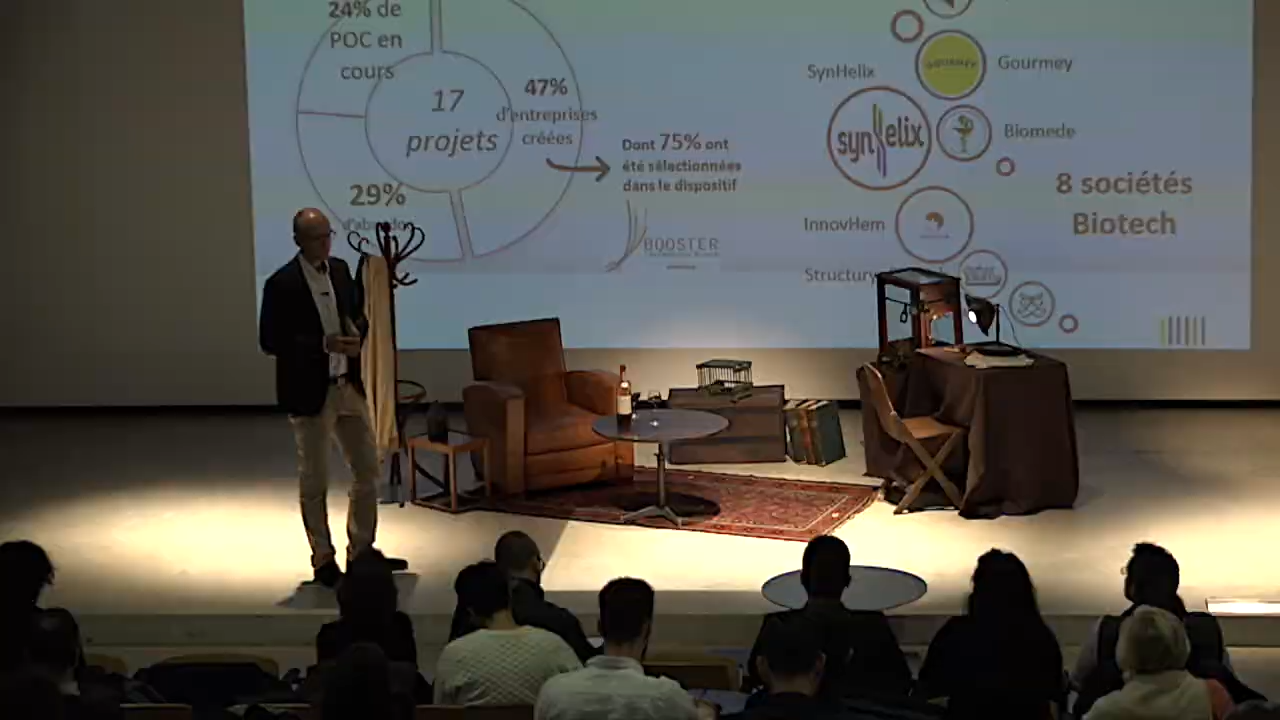 24% de
POC en
cours
17
projets
47%
d'entreprises
créées
29%
Dont 75% ont
été sélectionnées
dans le dispositif
BOOSTER
Gourmey
SynHelix
synHelix
Biomede
8 sociétés
Biotech
InnovHem